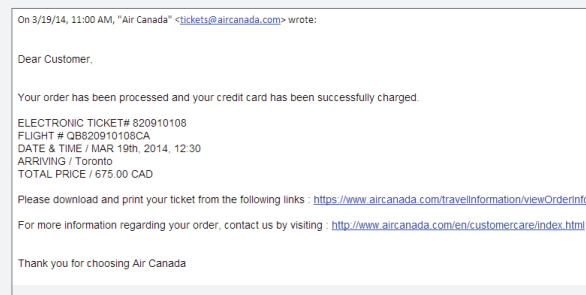 On 3/19/14, 11:00 AM, "Air Canada" <tickets@aircanada.com> wrote:
Dear Customer,
Your order has been processed and your credit card has been successfully charged.
ELECTRONIC TICKET# 820910108
FLIGHT # QB820910108CA
DATE & TIME / MAR 19th, 2014, 12:30
ARRIVING / Toronto
TOTAL PRICE / 675.00 CAD
Please download and print your ticket from the following links : https://www.aircanada.com/travelInformation/viewOrderInfo
For more information regarding your order, contact us by visiting : http://www.aircanada.com/en/customercare/index.html
Thank you for choosing Air Canada